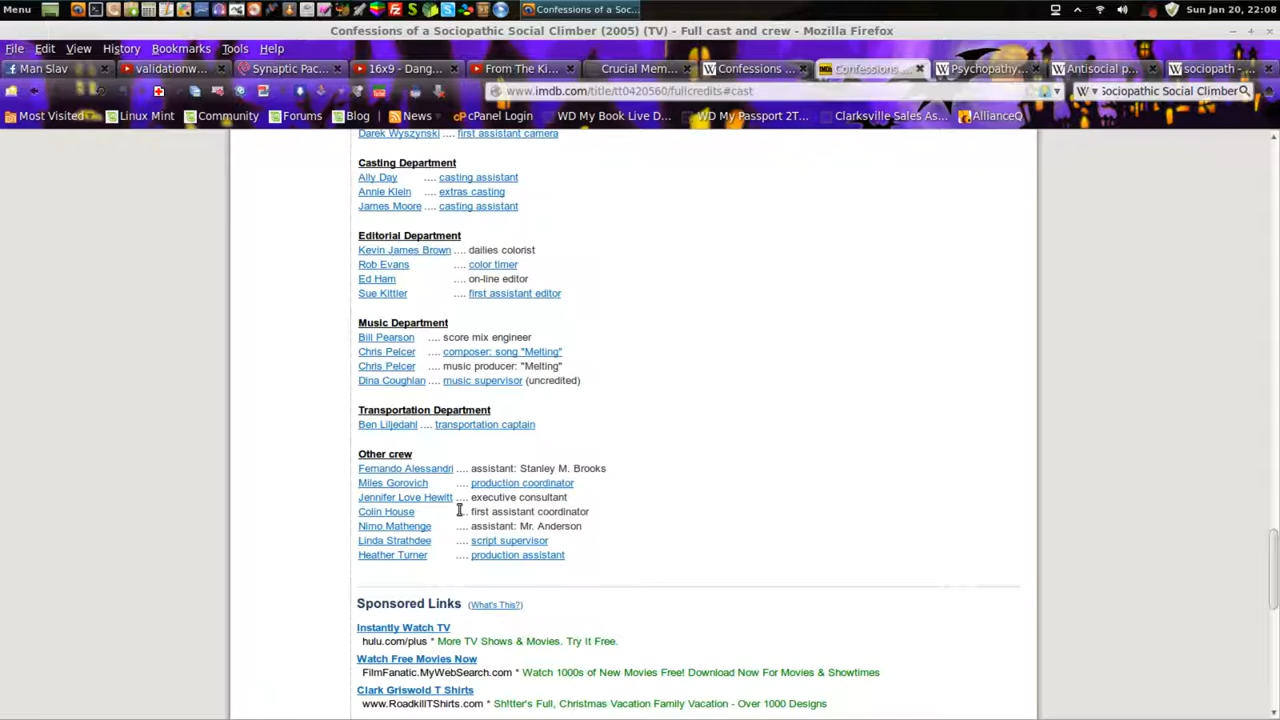 Menu Confessions of a Soc... Sun Jan 20, 22:08
Confessions of a Sociopathic Social Climber (2005) (TV) - Full cast and crew - Mozilla Firefox
File Edit View History Bookmarks Tools Help
Man Slav validationw... Synaptic Pac... 16x9 - Dang... From The Ki... Crucial Mem... Confessions ... Confessions ... Psychopathy... Antisocial p... sociopath - ...
www.imdb.com/title/tt0420560/fullcredits#cast sociopathic Social Climber
Most Visited Linux Mint Community Forums Blog News cPanel Login WD My Book Live D... WD My Passport 2T... Clarksville Sales As... AllianceQ
Darek Wyszynski .... first assistant camera
Casting Department
Ally Day .... casting assistant
Annie Klein .... extras casting
James Moore .... casting assistant
Editorial Department
Kevin James Brown .... dailies colorist
Rob Evans .... color timer
Ed Ham .... on-line editor
Sue Kittler .... first assistant editor
Music Department
Bill Pearson .... score mix engineer
Chris Pelcer .... composer: song "Melting"
Chris Pelcer .... music producer: "Melting"
Dina Coughlan .... music supervisor (uncredited)
Transportation Department
Ben Liljedahl .... transportation captain
Other crew
Fernando Alessandri .... assistant: Stanley M. Brooks
Miles Gorovich .... production coordinator
Jennifer Love Hewitt .... executive consultant
Colin House .... first assistant coordinator
Nimo Mathenge .... assistant: Mr. Anderson
Linda Strathdee .... script supervisor
Heather Turner .... production assistant
Sponsored Links (What's This?)
Instantly Watch TV
hulu.com/plus * More TV Shows & Movies. Try It Free.
Watch Free Movies Now
FilmFanatic.MyWebSearch.com * Watch 1000s of New Movies Free! Download Now For Movies & Showtimes
Clark Griswold T Shirts
www.RoadkillTShirts.com * Sh!tter's Full, Christmas Vacation Family Vacation - Over 1000 Designs